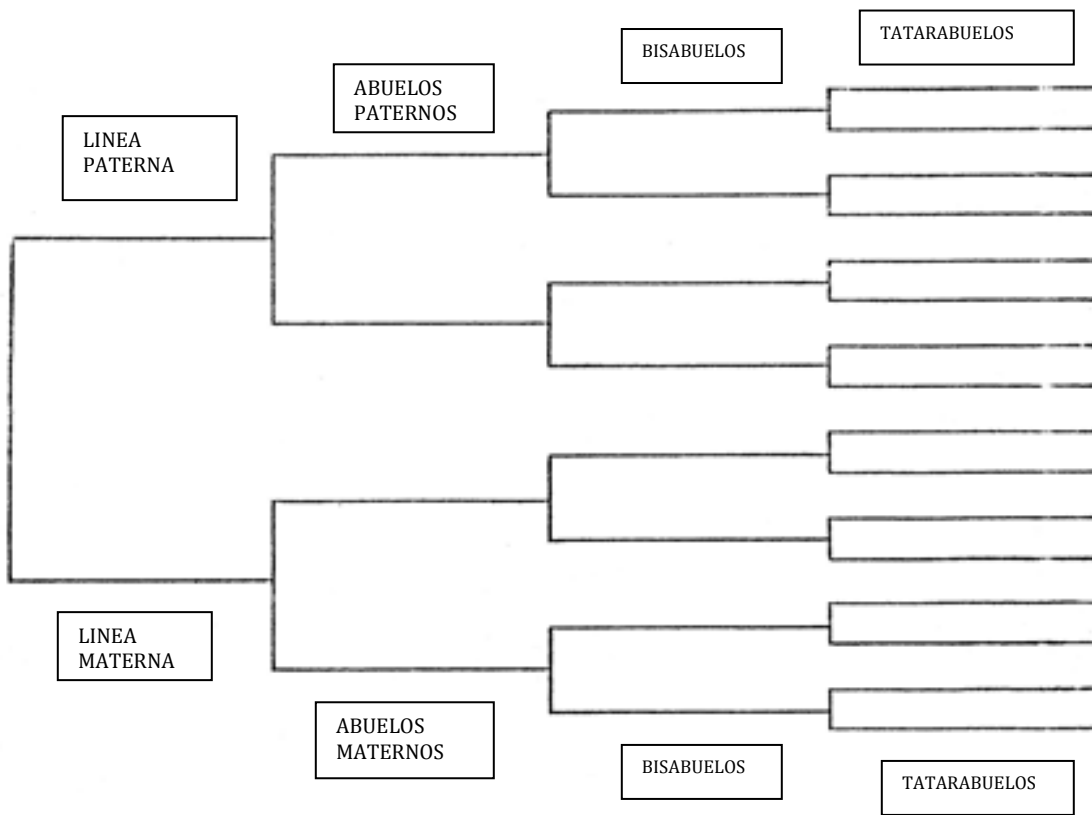 TATARABUELOS
BISABUELOS
ABUELOS
PATERNOS
LINEA
PATERNA
LINEA
MATERNA
ABUELOS
MATERNOS
BISABUELOS
TATARABUELOS